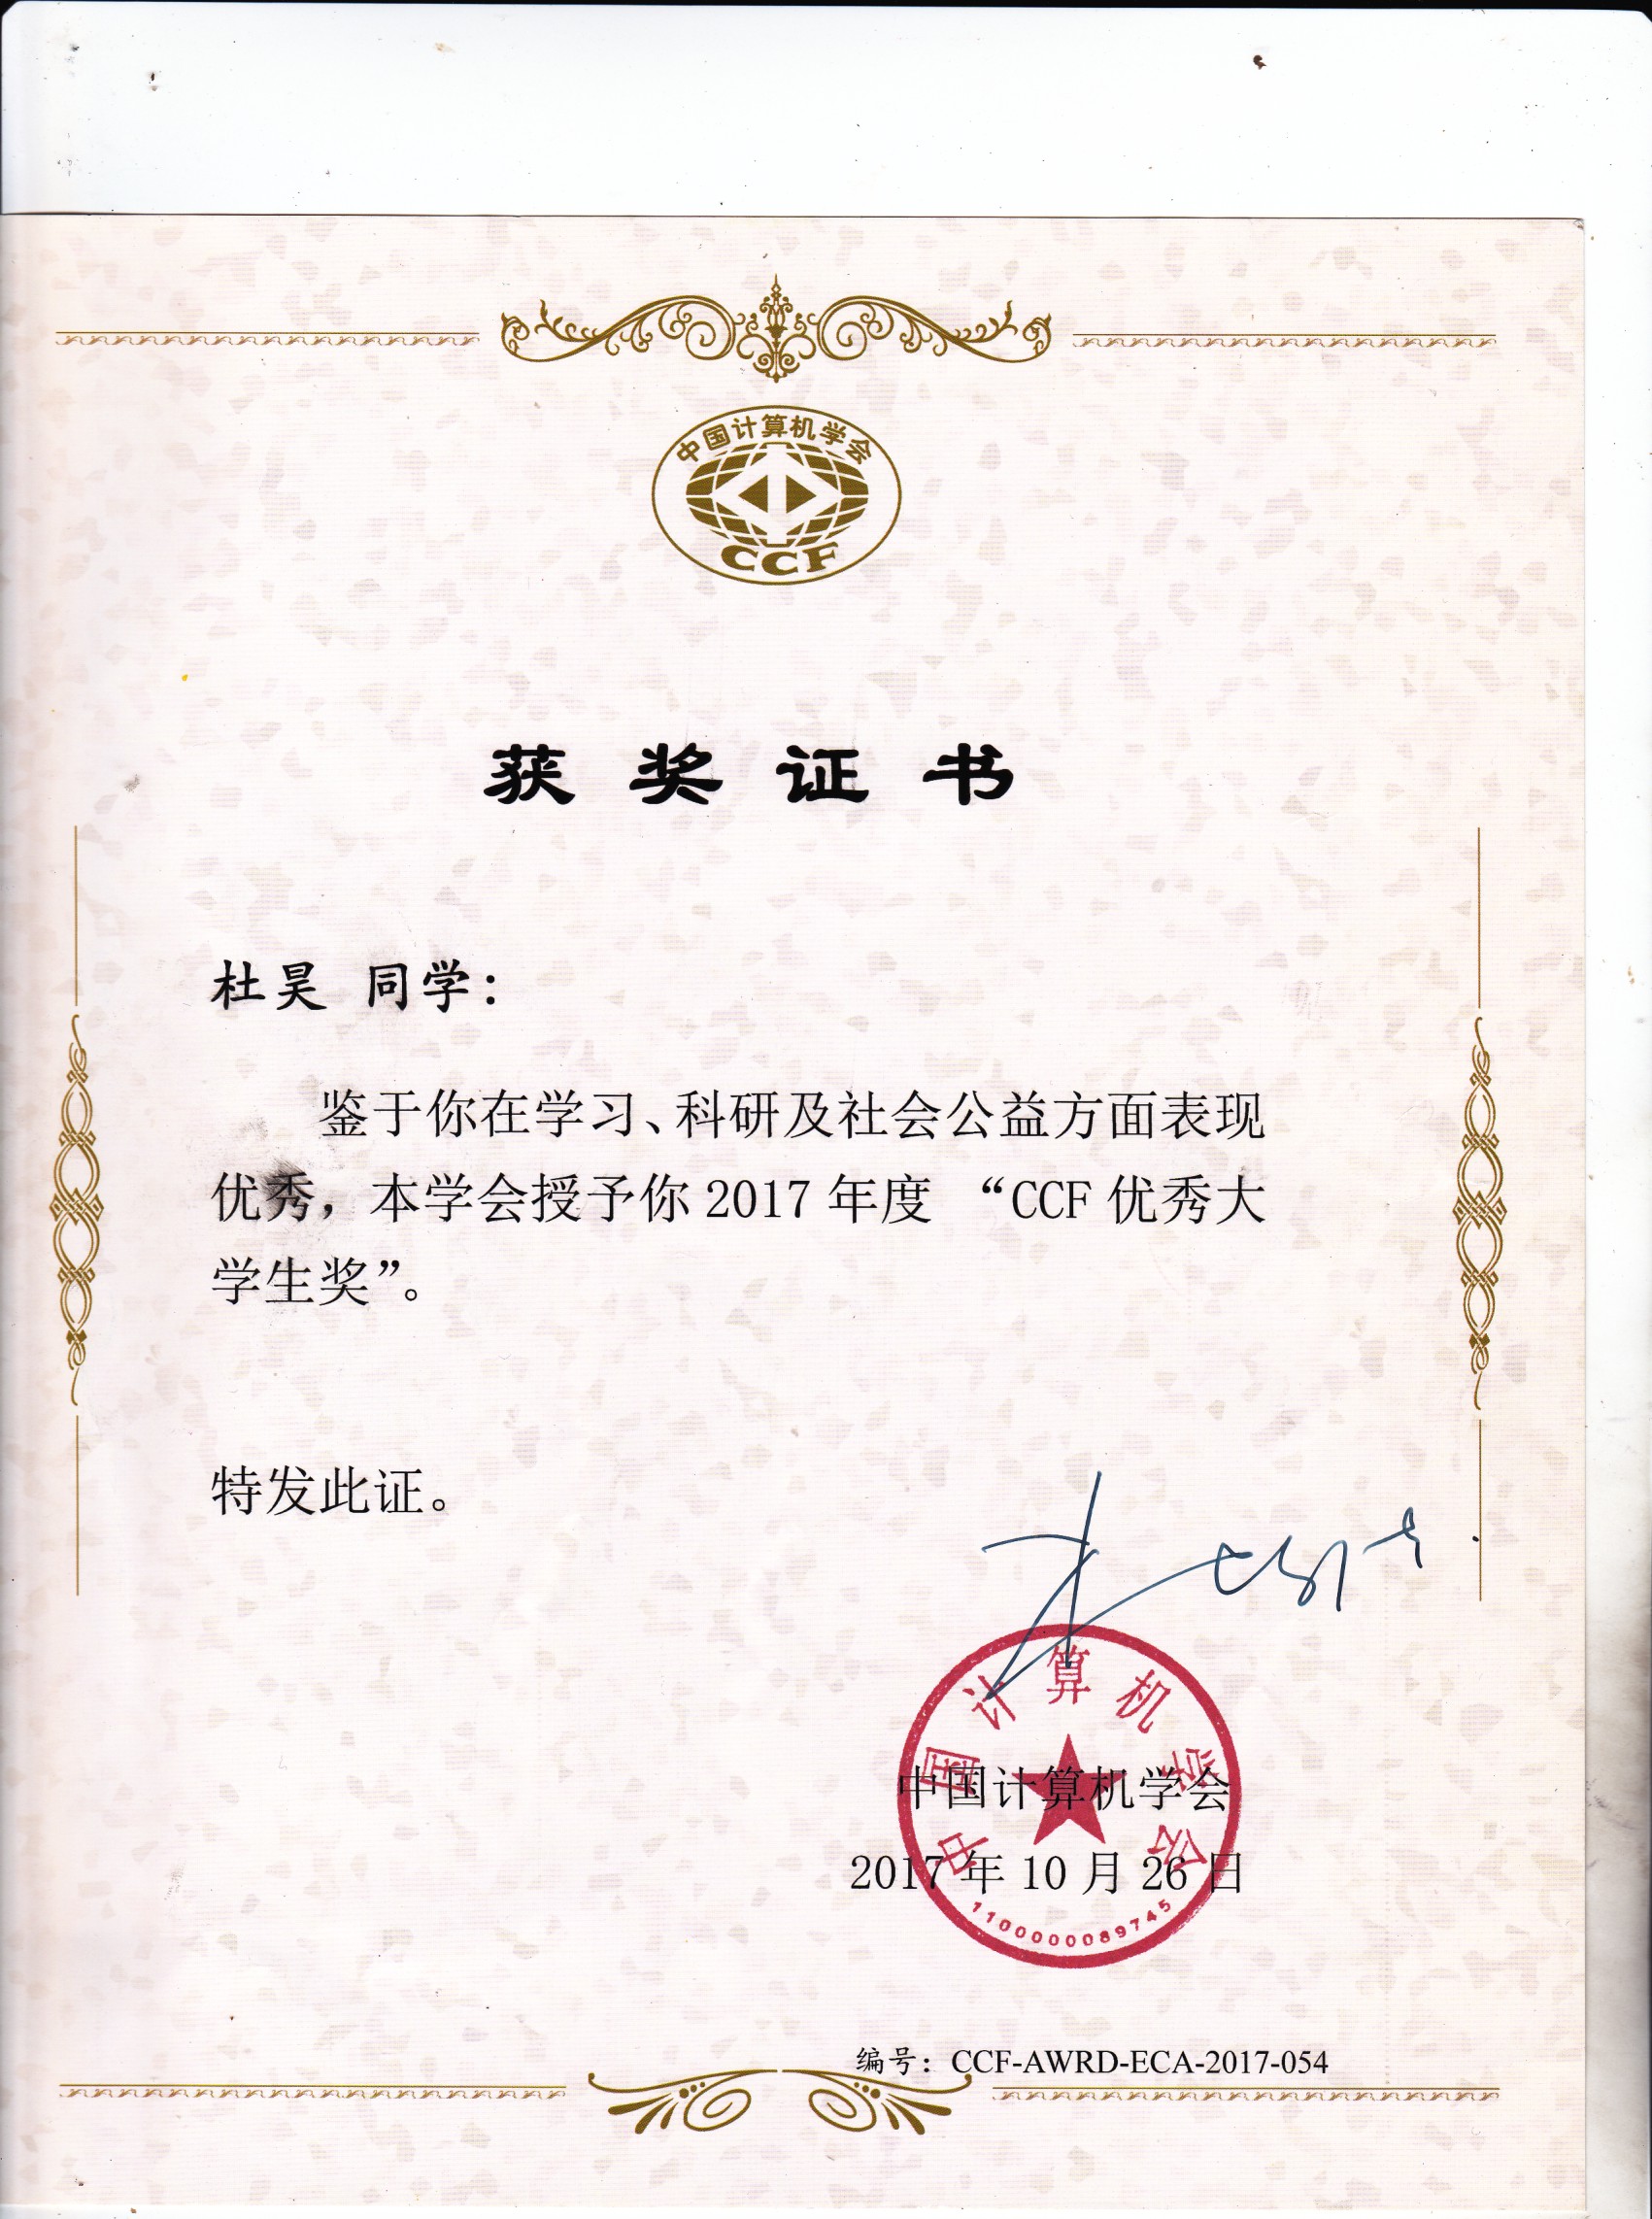 中国计算机学会
CCF
获奖证书
杜昊 同学：
鉴于你在学习、科研及社会公益方面表现
优秀，本学会授予你 2017 年度 “CCF 优秀大
学生奖”。
特发此证。
中国计算机学会
中国计算机学会
2017 年 10 月 26 日
1100000089745
编号：CCF-AWRD-ECA-2017-054